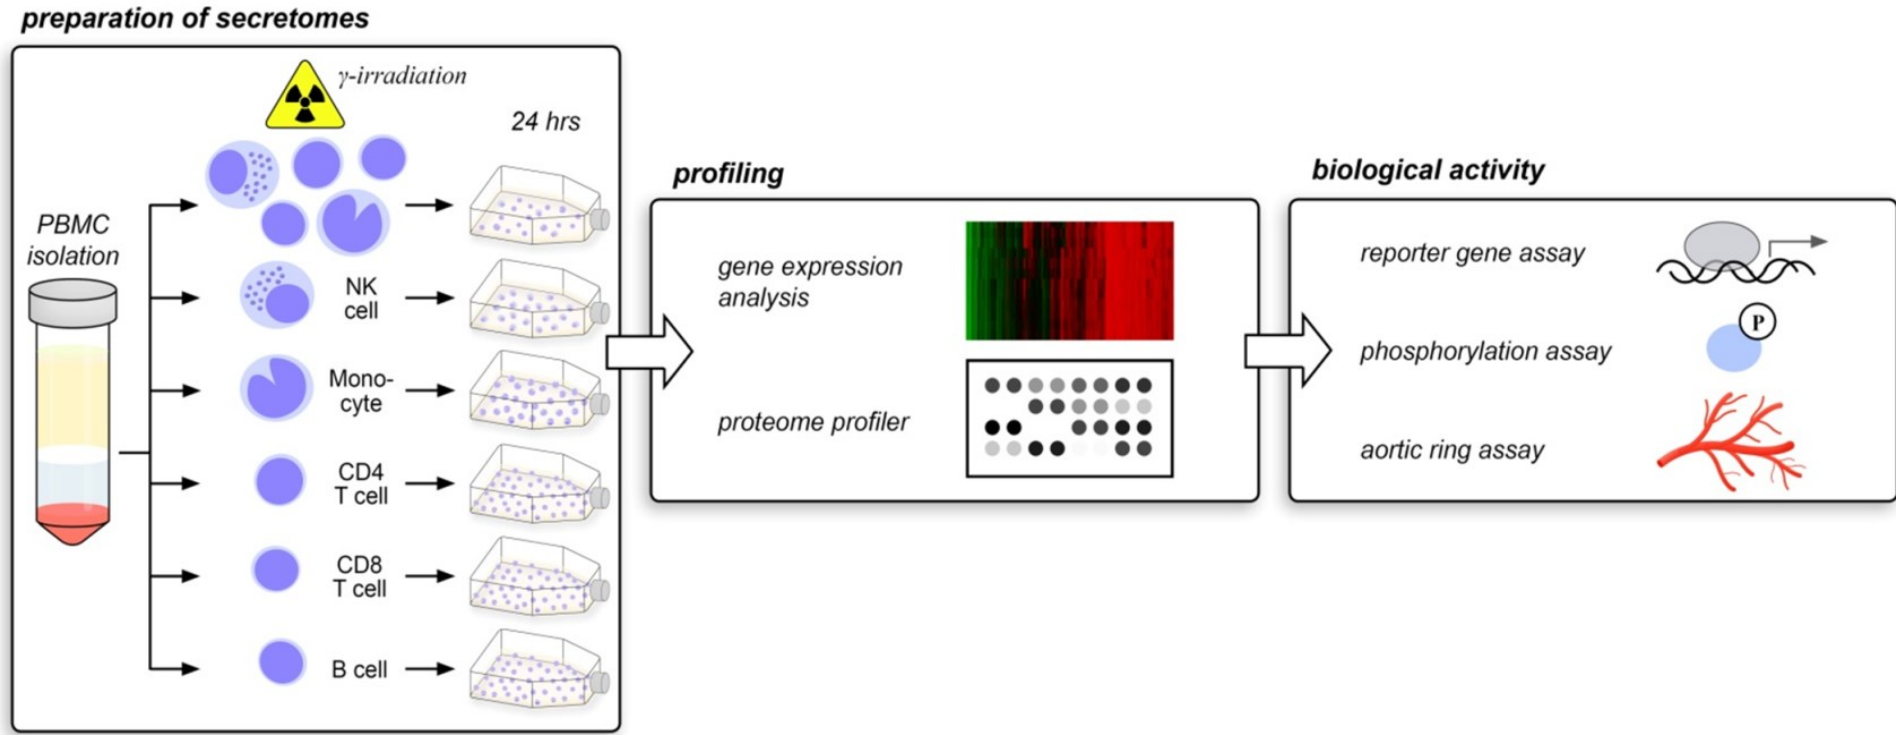 preparation of secretomes
γ-irradiation
24 hrs
PBMC
isolation
NK
cell
Mono-
cyte
CD4
T cell
CD8
T cell
B cell
profiling
gene expression
analysis
proteome profiler
biological activity
reporter gene assay
phosphorylation assay
P
aortic ring assay